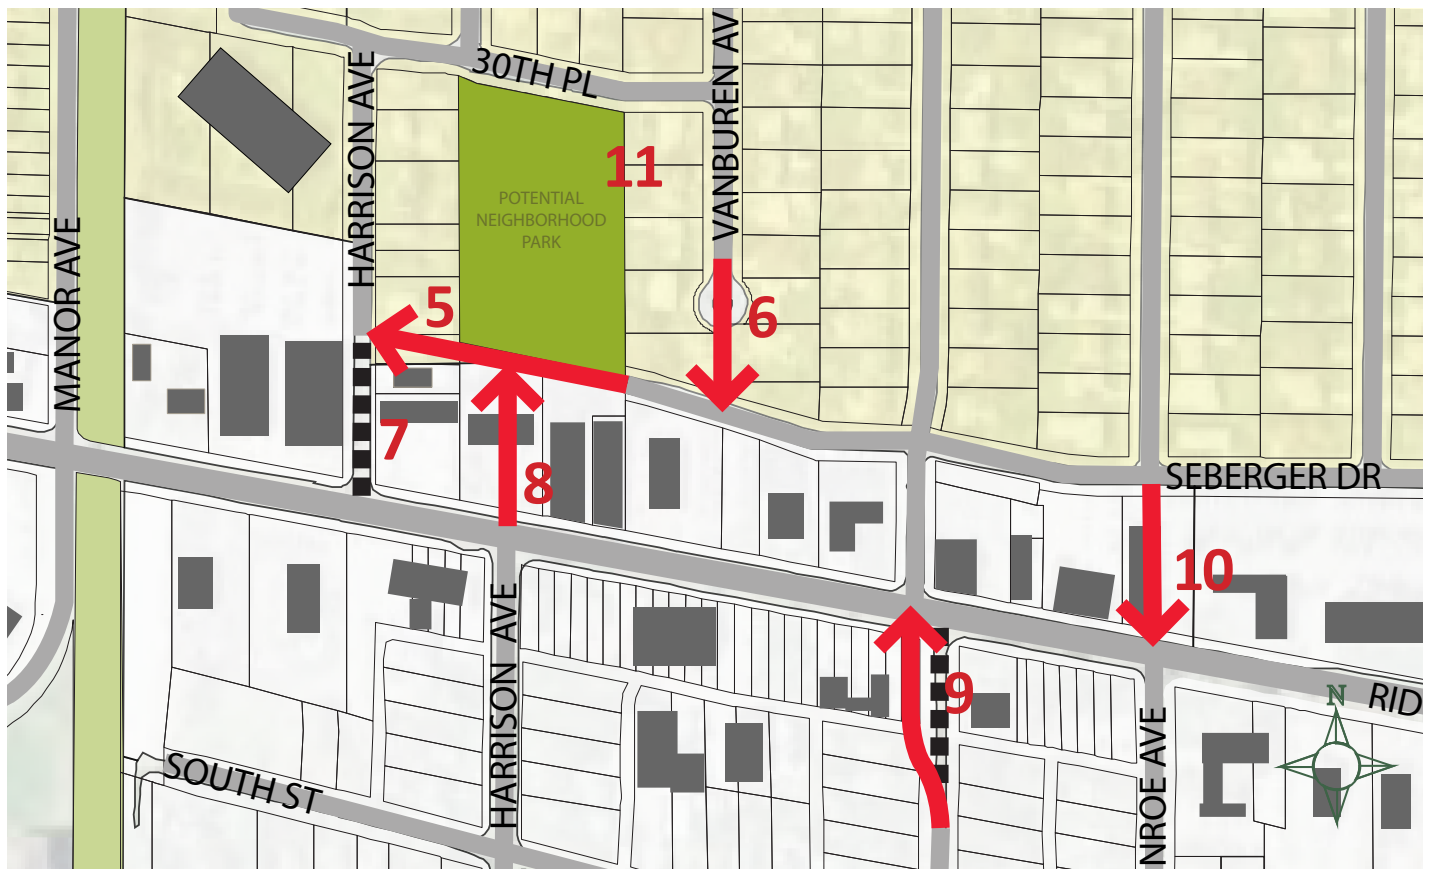 30TH PL
HARRISON AVE
VANBUREN AV
11
POTENTIAL
NEIGHBORHOOD
PARK
MANOR AVE
5
6
7
8
SEBERGER DR
10
HARRISON AVE
9
N
RID
NROE AVE
SOUTH ST